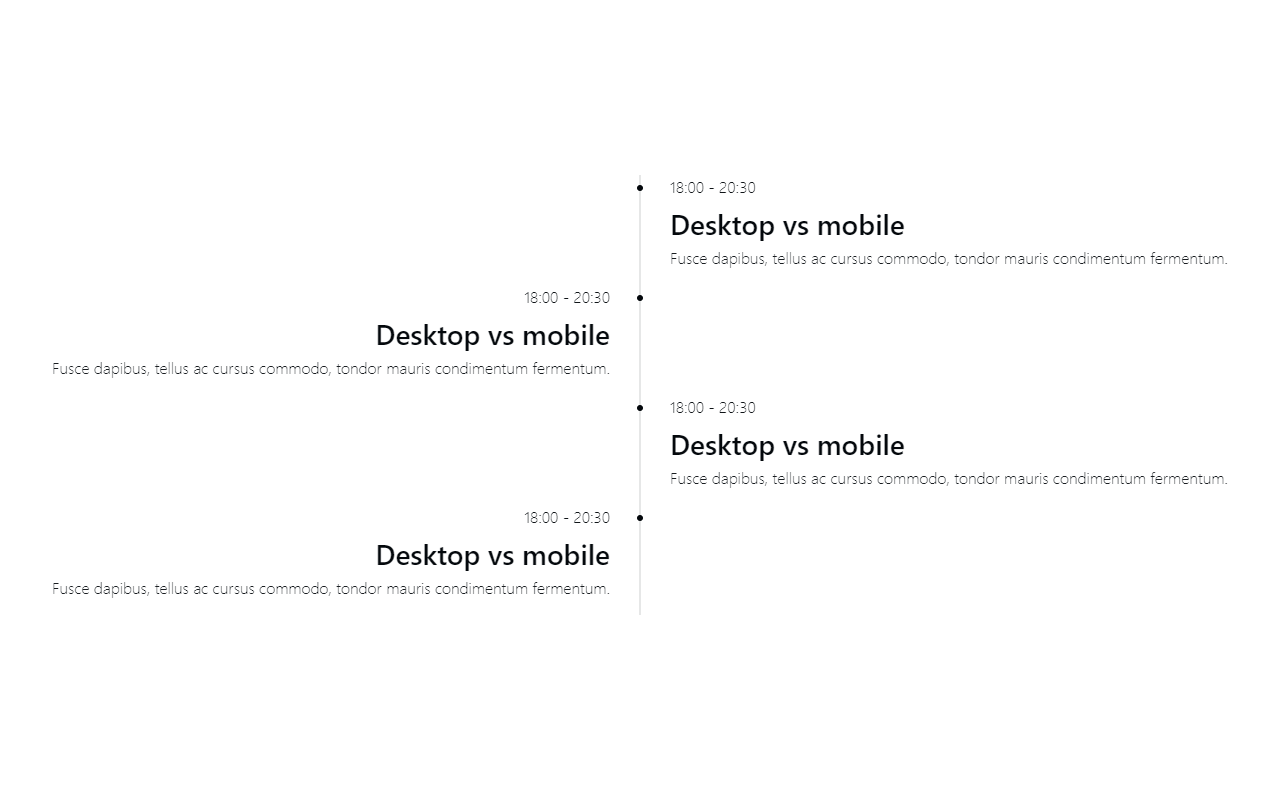 18:00 - 20:30
Desktop vs mobile
Fusce dapibus, tellus ac cursus commodo, tondor mauris condimentum fermentum.
18:00 - 20:30
Desktop vs mobile
Fusce dapibus, tellus ac cursus commodo, tondor mauris condimentum fermentum.
18:00 - 20:30
Desktop vs mobile
Fusce dapibus, tellus ac cursus commodo, tondor mauris condimentum fermentum.
18:00 - 20:30
Desktop vs mobile
Fusce dapibus, tellus ac cursus commodo, tondor mauris condimentum fermentum.